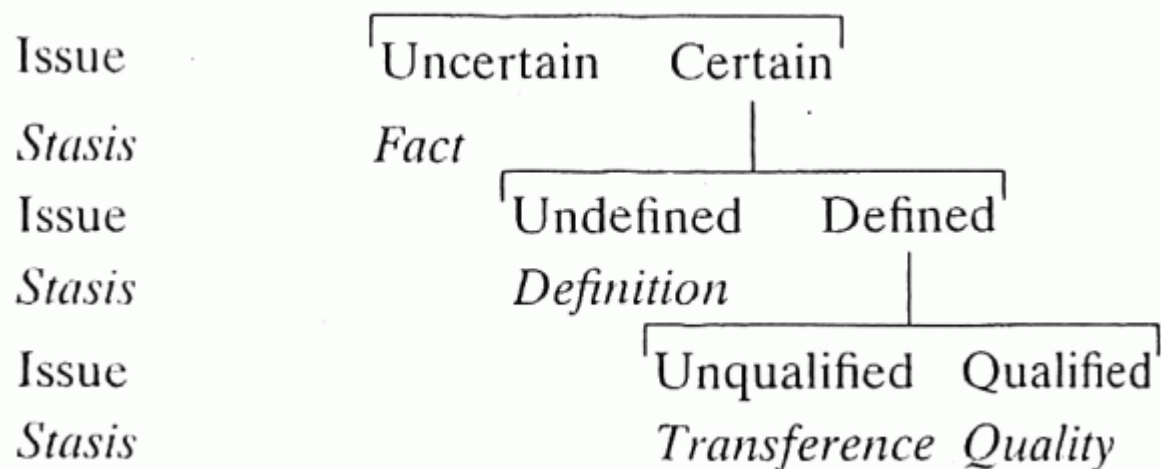 Issue Uncertain Certain
Stasis Fact
Issue Undefined Defined
Stasis Definition
Issue Unqualified Qualified
Stasis Transference Quality